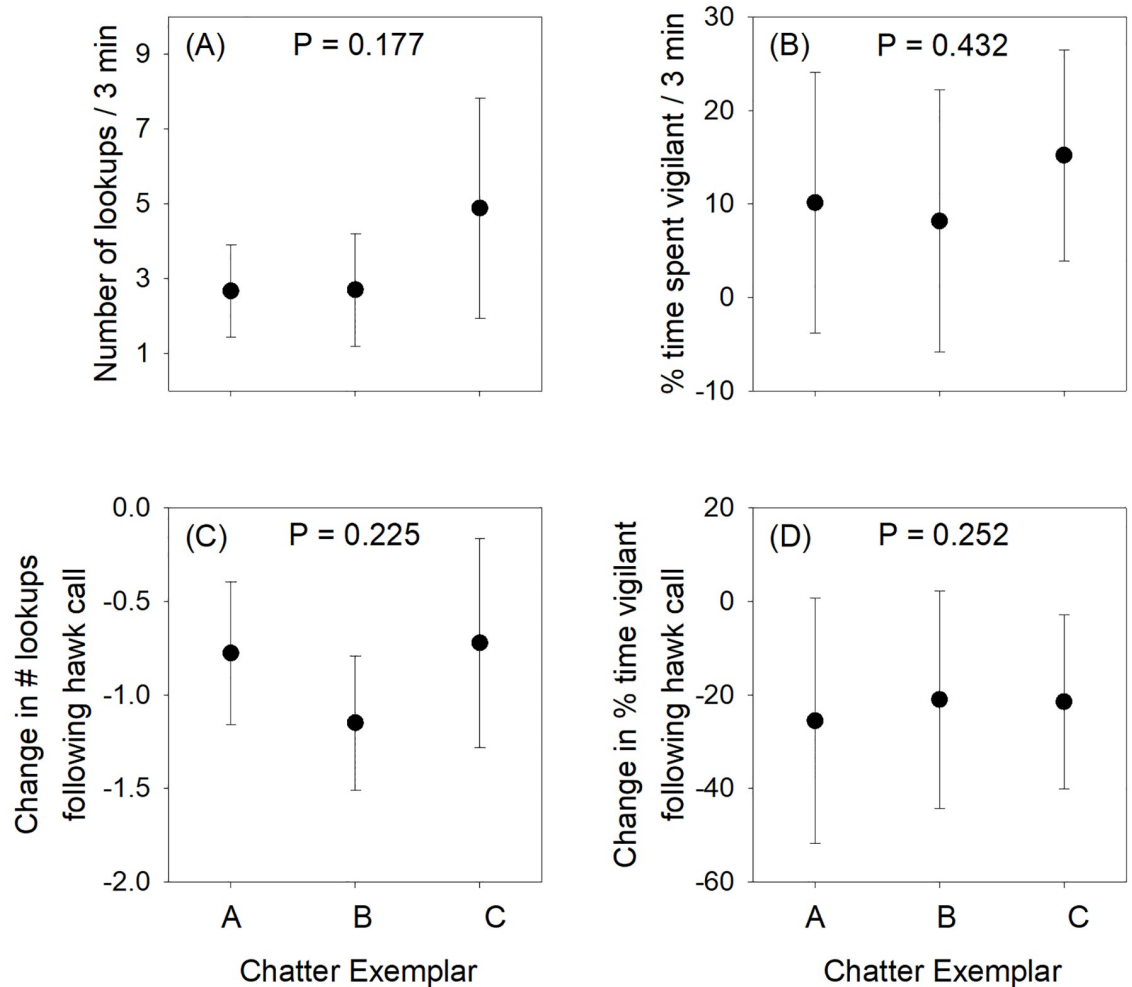 (A) P = 0.177
Number of lookups / 3 min
9
7
5
3
1
(B) P = 0.432
% time spent vigilant / 3 min
30
20
10
0
-10
(C) P = 0.225
Change in # lookups
following hawk call
0.0
-0.5
-1.0
-1.5
-2.0
A B C
Chatter Exemplar
(D) P = 0.252
Change in % time vigilant
following hawk call
20
0
-20
-40
-60
A B C
Chatter Exemplar